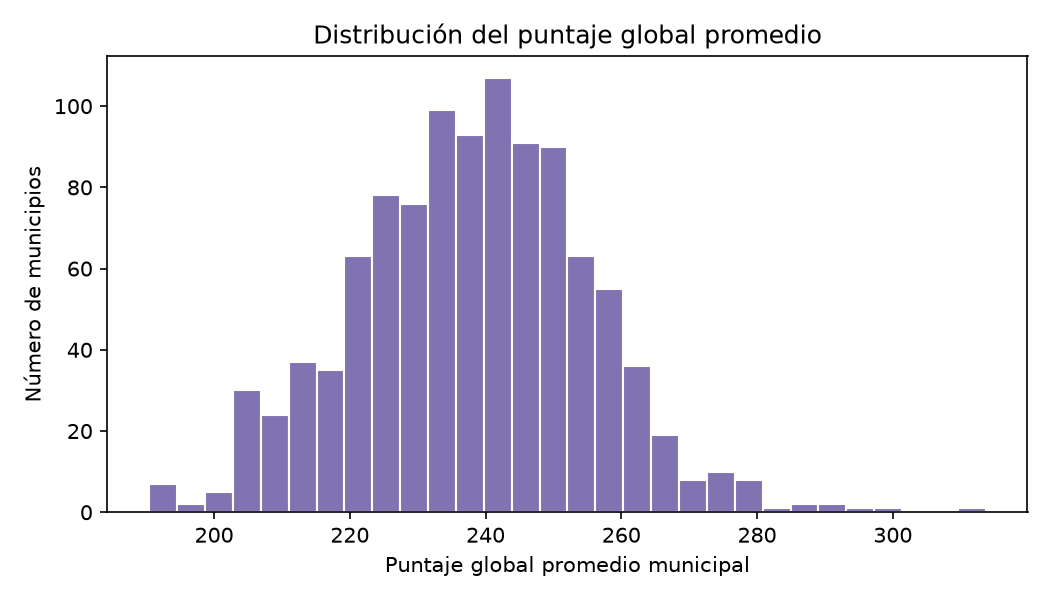 Distribución del puntaje global promedio
Número de municipios
100
80
60
40
20
0
200 220 240 260 280 300
Puntaje global promedio municipal